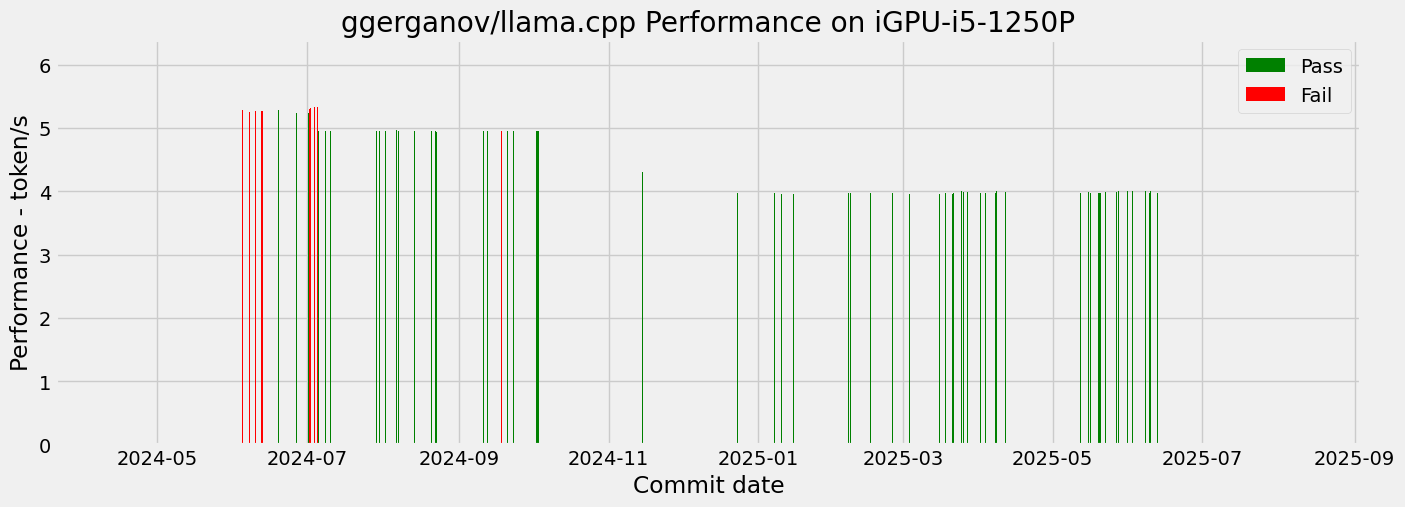 ggerganov/llama.cpp Performance on iGPU-i5-1250P
Pass
Fail
Performance - token/s
6
5
4
3
2
1
0
2024-05 2024-07 2024-09 2024-11 2025-01 2025-03 2025-05 2025-07 2025-09
Commit date